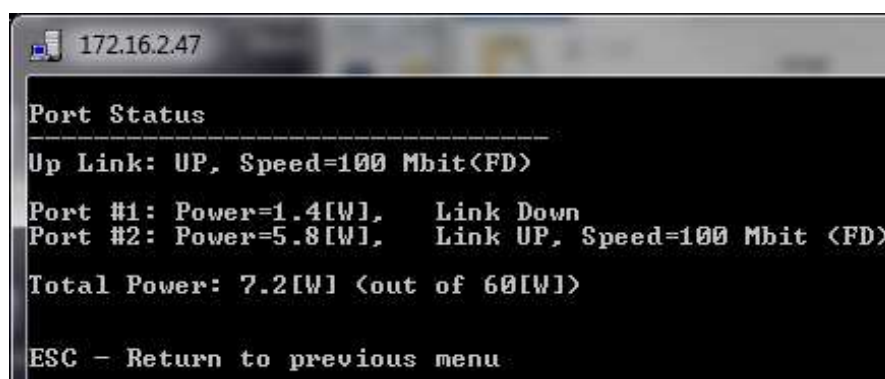 172.16.2.47
Port Status
Up Link: UP, Speed=100 Mbit(FD)
Port #1: Power=1.4[W], Link Down
Port #2: Power=5.8[W], Link UP, Speed=100 Mbit (FD)
Total Power: 7.2[W] (out of 60[W])
ESC - Return to previous menu